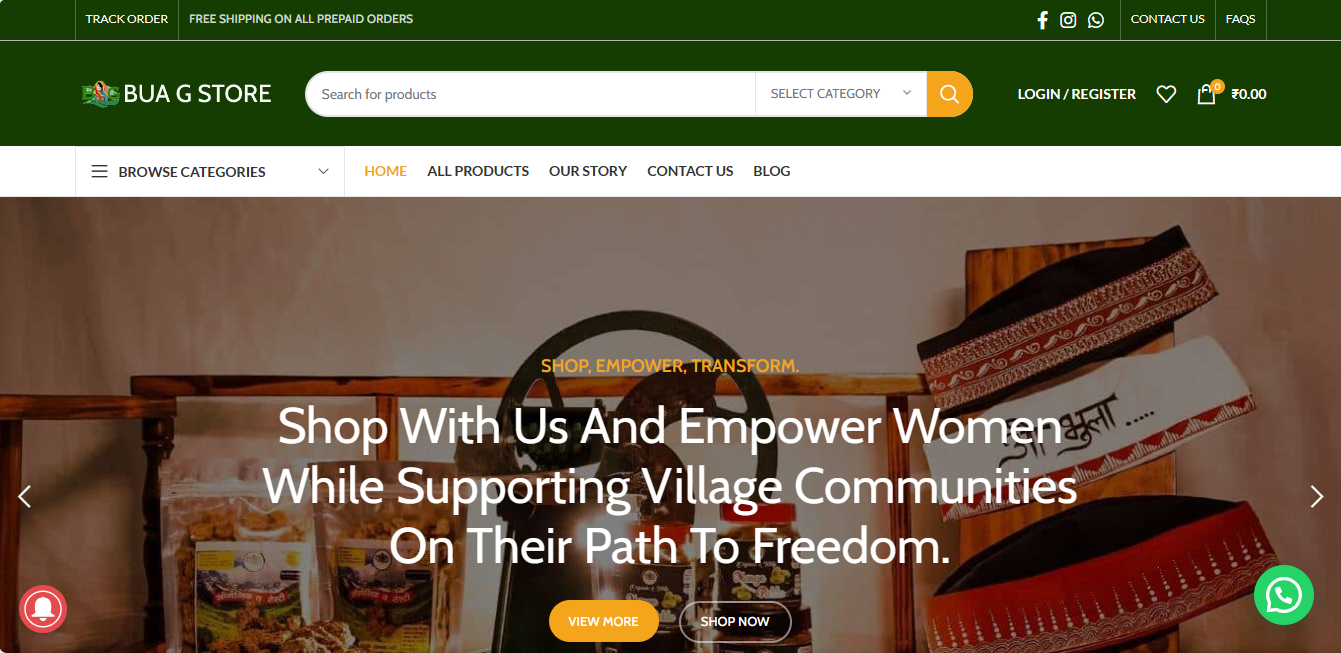 TRACK ORDER
FREE SHIPPING ON ALL PREPAID ORDERS
CONTACT US
FAQS
BUA G STORE
Search for products
SELECT CATEGORY
LOGIN / REGISTER
0
₹0.00
BROWSE CATEGORIES
HOME
ALL PRODUCTS
OUR STORY
CONTACT US
BLOG
SHOP, EMPOWER, TRANSFORM.
Shop With Us And Empower Women
While Supporting Village Communities
On Their Path To Freedom.
VIEW MORE
SHOP NOW